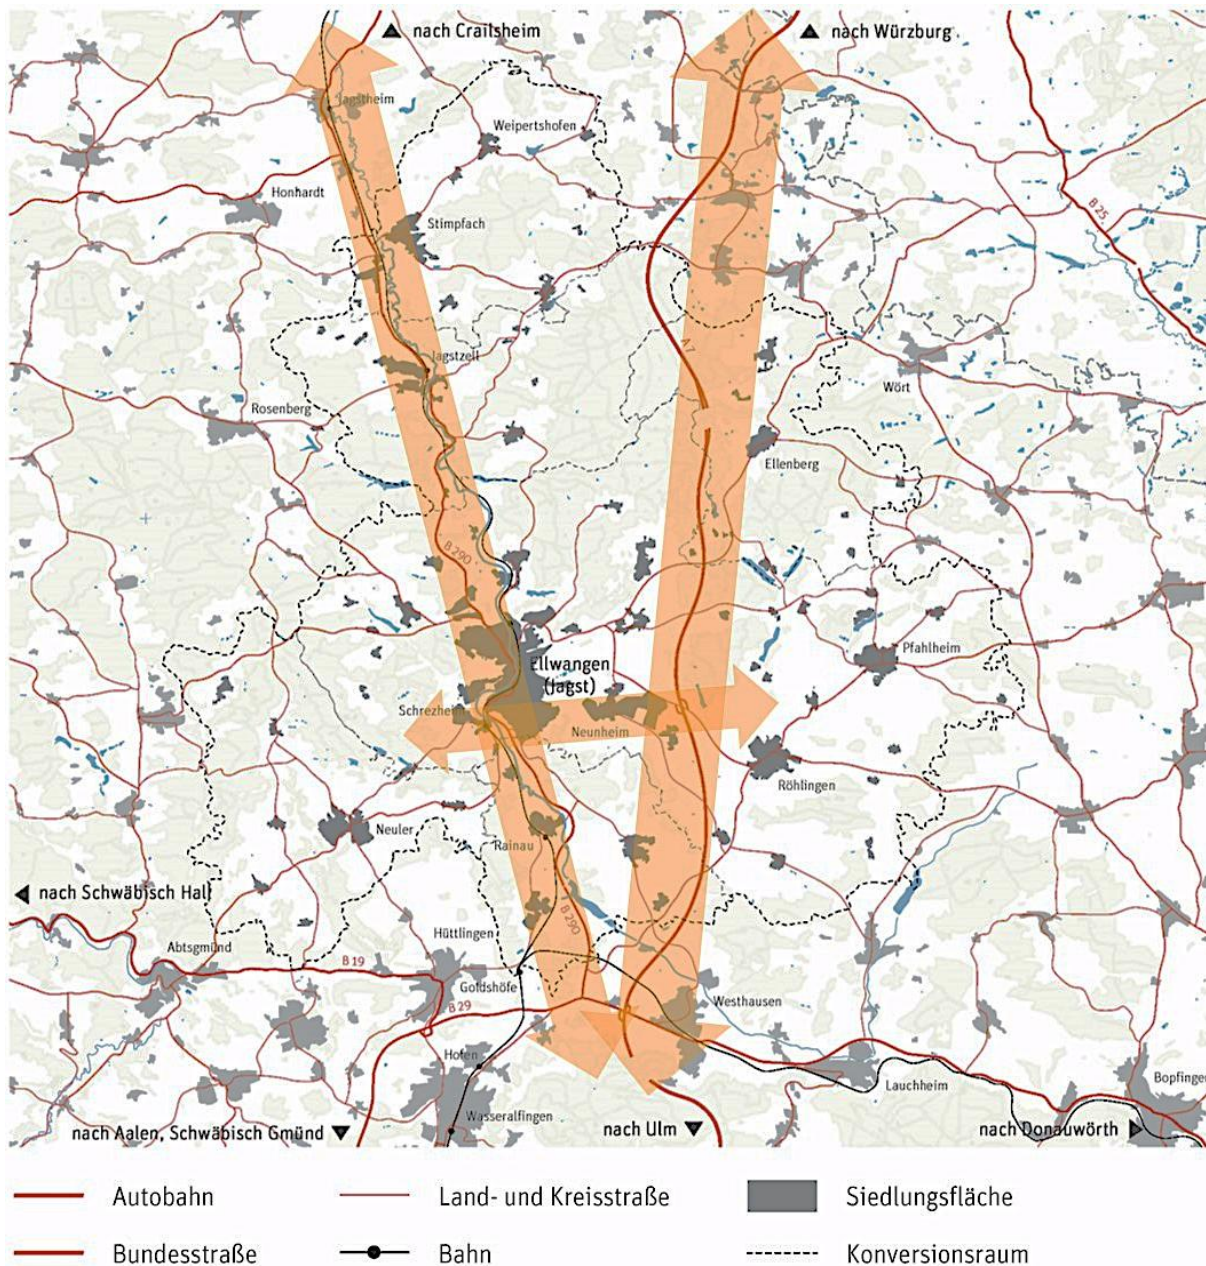 nach Crailsheim
nach Würzburg
Jagstheim
Weipertshofen
Honhardt
B 25
Stimpfach
A7
Jagstzell
Wört
Rosenberg
Ellenberg
B 290
Ellwangen
(Jagst)
Pfahlheim
Schrezheim
Neunheim
Röhlingen
Neuler
Rainau
nach Schwäbisch Hall
B 290
Hüttlingen
Abtsgmünd
B 19
Goldshöfe
Westhausen
B 29
Hofen
Lauchheim
Bopfingen
Wasseralfingen
nach Aalen, Schwäbisch Gmünd
nach Ulm
nach Donauwörth
Autobahn
Land- und Kreisstraße
Siedlungsfläche
Bundesstraße
Bahn
Konversionsraum